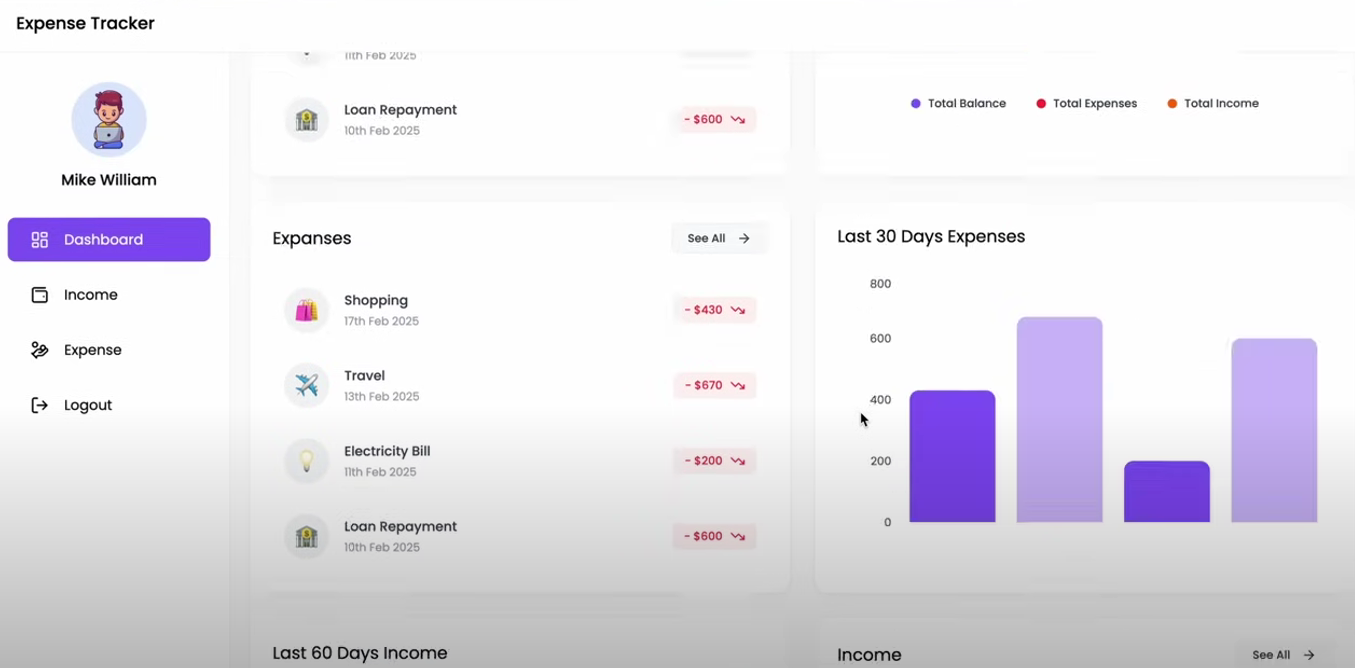 Expense Tracker
Mike William
Dashboard
Income
Expense
Logout
11th Feb 2025
Loan Repayment
10th Feb 2025
- $600
Total Balance
Total Expenses
Total Income
Expanses
See All
Shopping
17th Feb 2025
- $430
Travel
13th Feb 2025
- $670
Electricity Bill
11th Feb 2025
- $200
Loan Repayment
10th Feb 2025
- $600
Last 30 Days Expenses
800
600
400
200
0
Last 60 Days Income
Income
See All